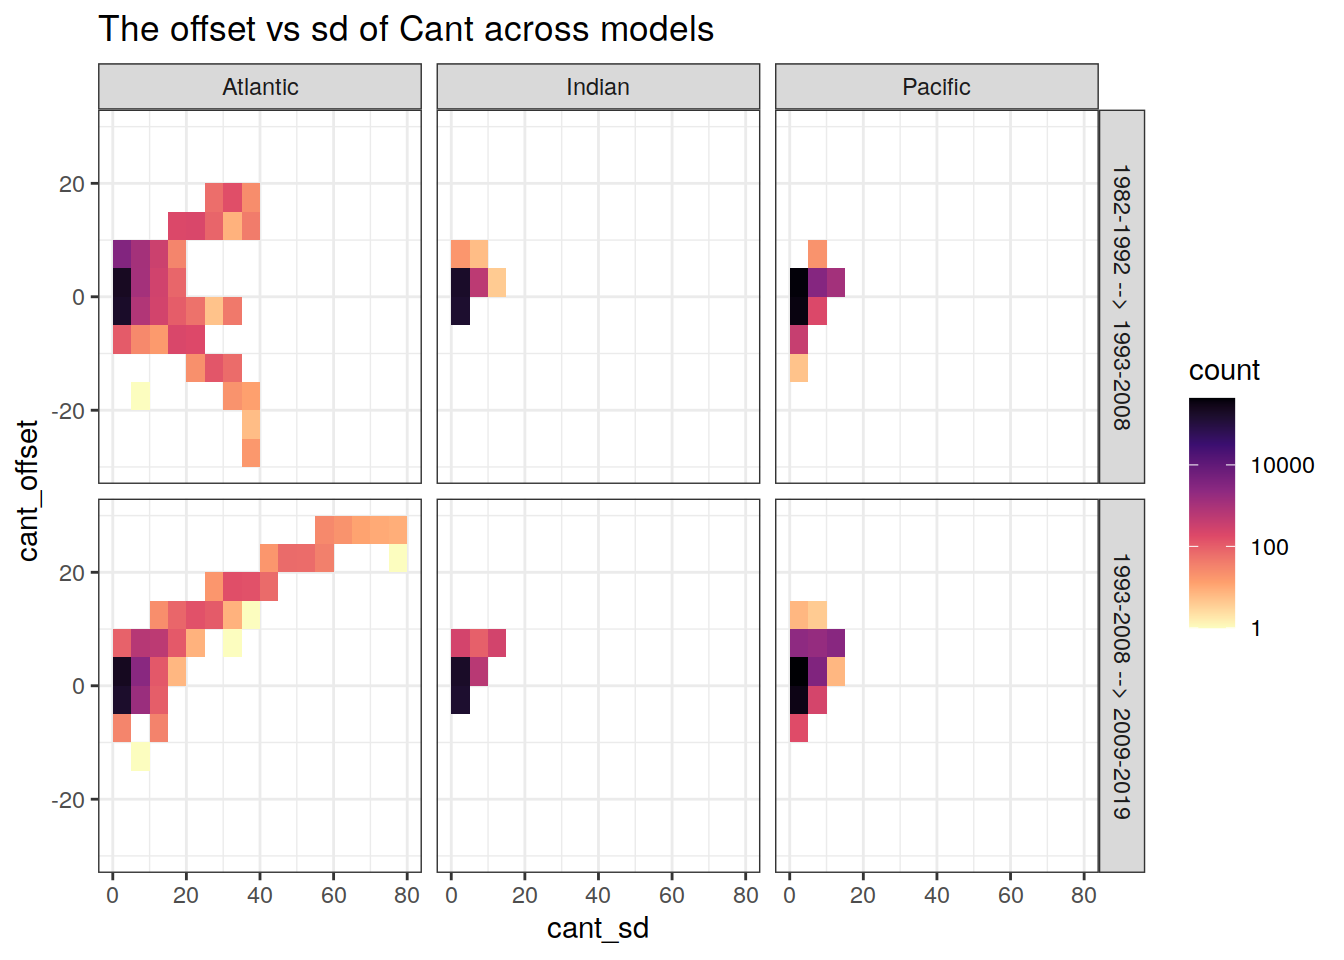 The offset vs sd of Cant across models
Atlantic
Indian
Pacific
20
0
-20
1982-1992 --> 1993-2008
20
0
-20
1993-2008 --> 2009-2019
cant_offset
0 20 40 60 80
0 20 40 60 80
0 20 40 60 80
cant_sd
count
10000
100
1